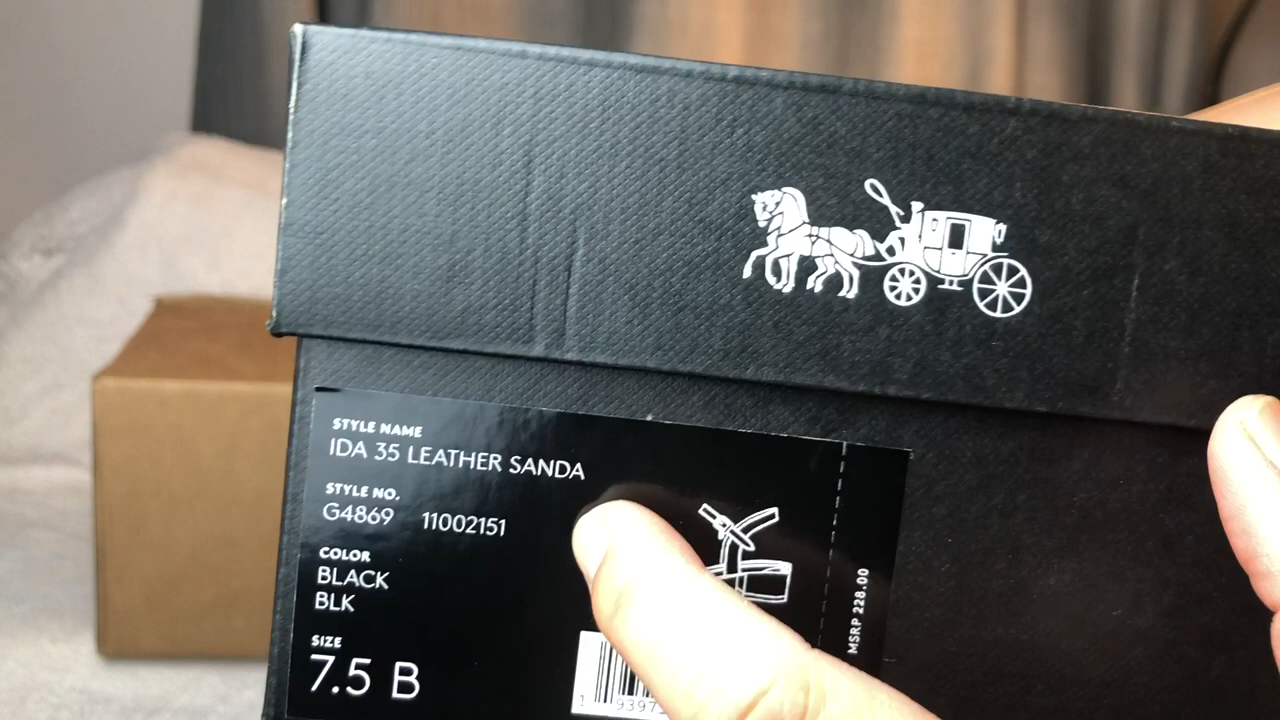 STYLE NAME
IDA 35 LEATHER SANDA
STYLE NO.
G4869 11002151
COLOR
BLACK
BLK
SIZE
7.5 B
MSRP 228.00